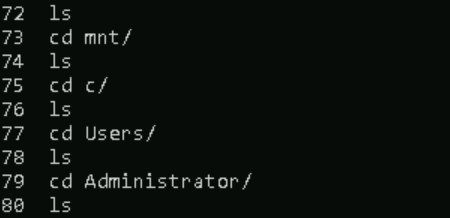 72 ls
73 cd mnt/
74 ls
75 cd c/
76 ls
77 cd Users/
78 ls
79 cd Administrator/
80 ls